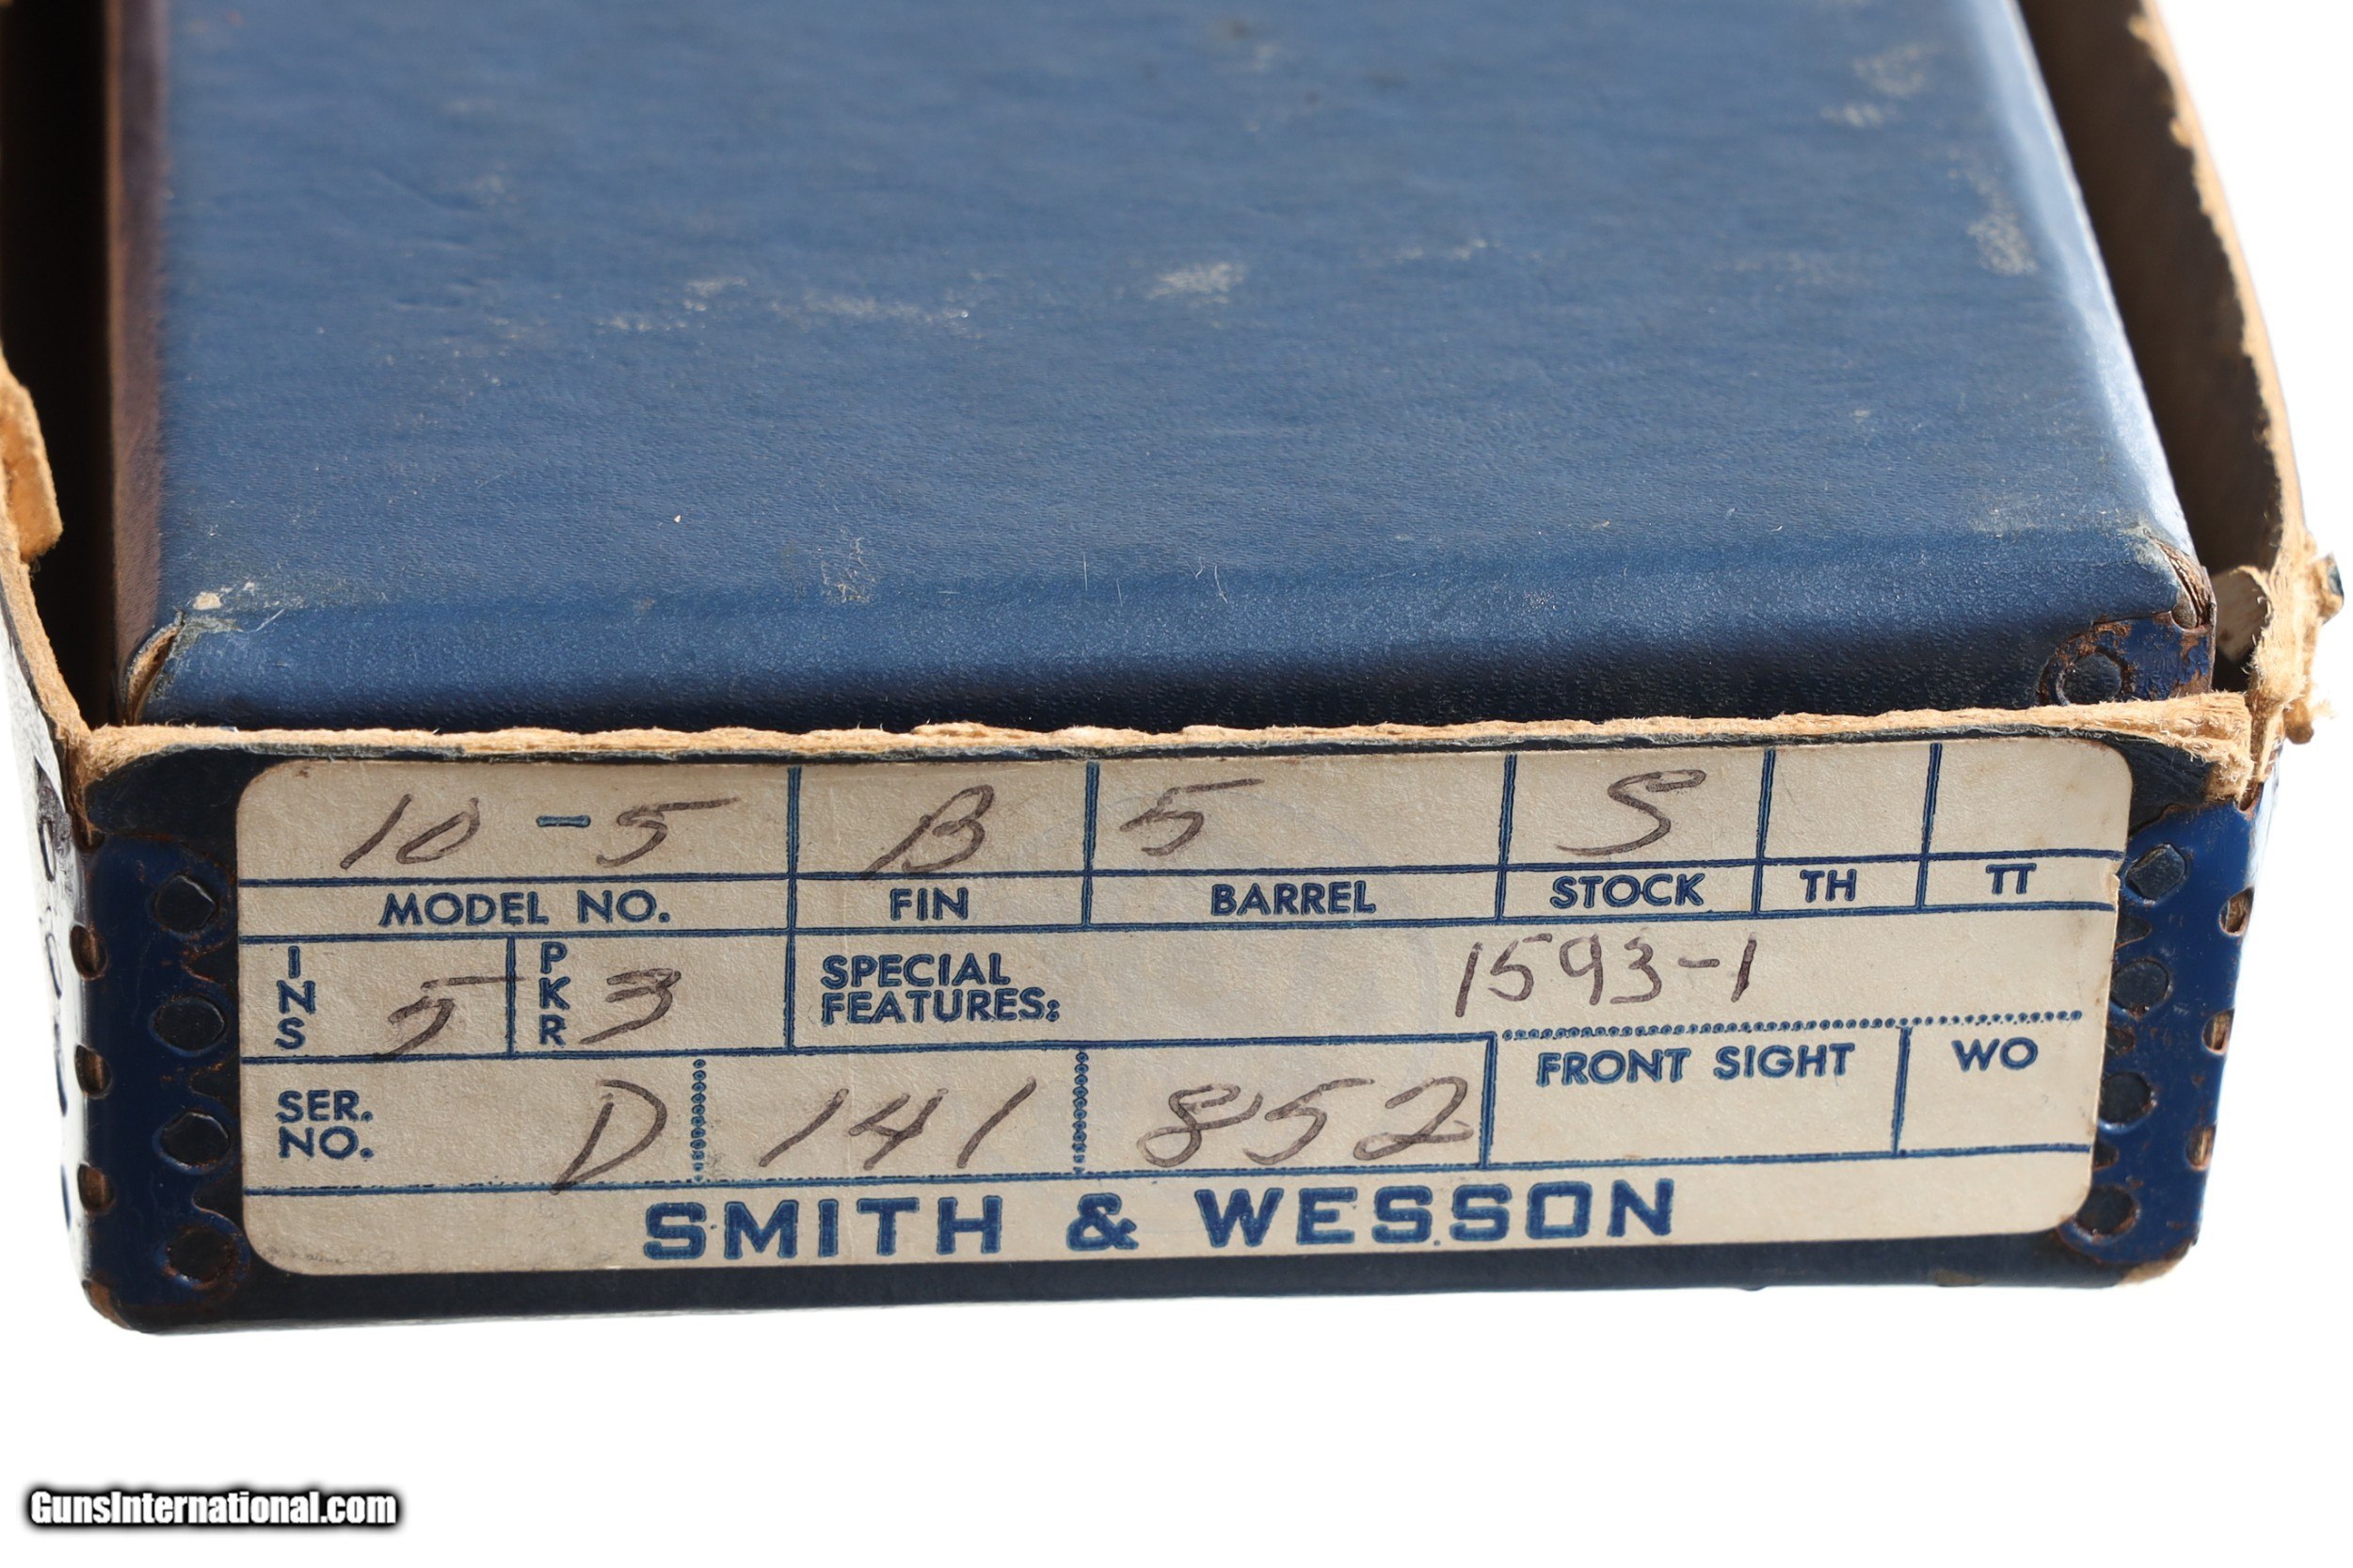 10-5 B 5 S
MODEL NO. FIN BARREL STOCK TH TT
INS 5 PKR 3 SPECIAL FEATURES: 1593-1
SER. NO. D 141 852 FRONT SIGHT WO
SMITH & WESSON
GunsInternational.com